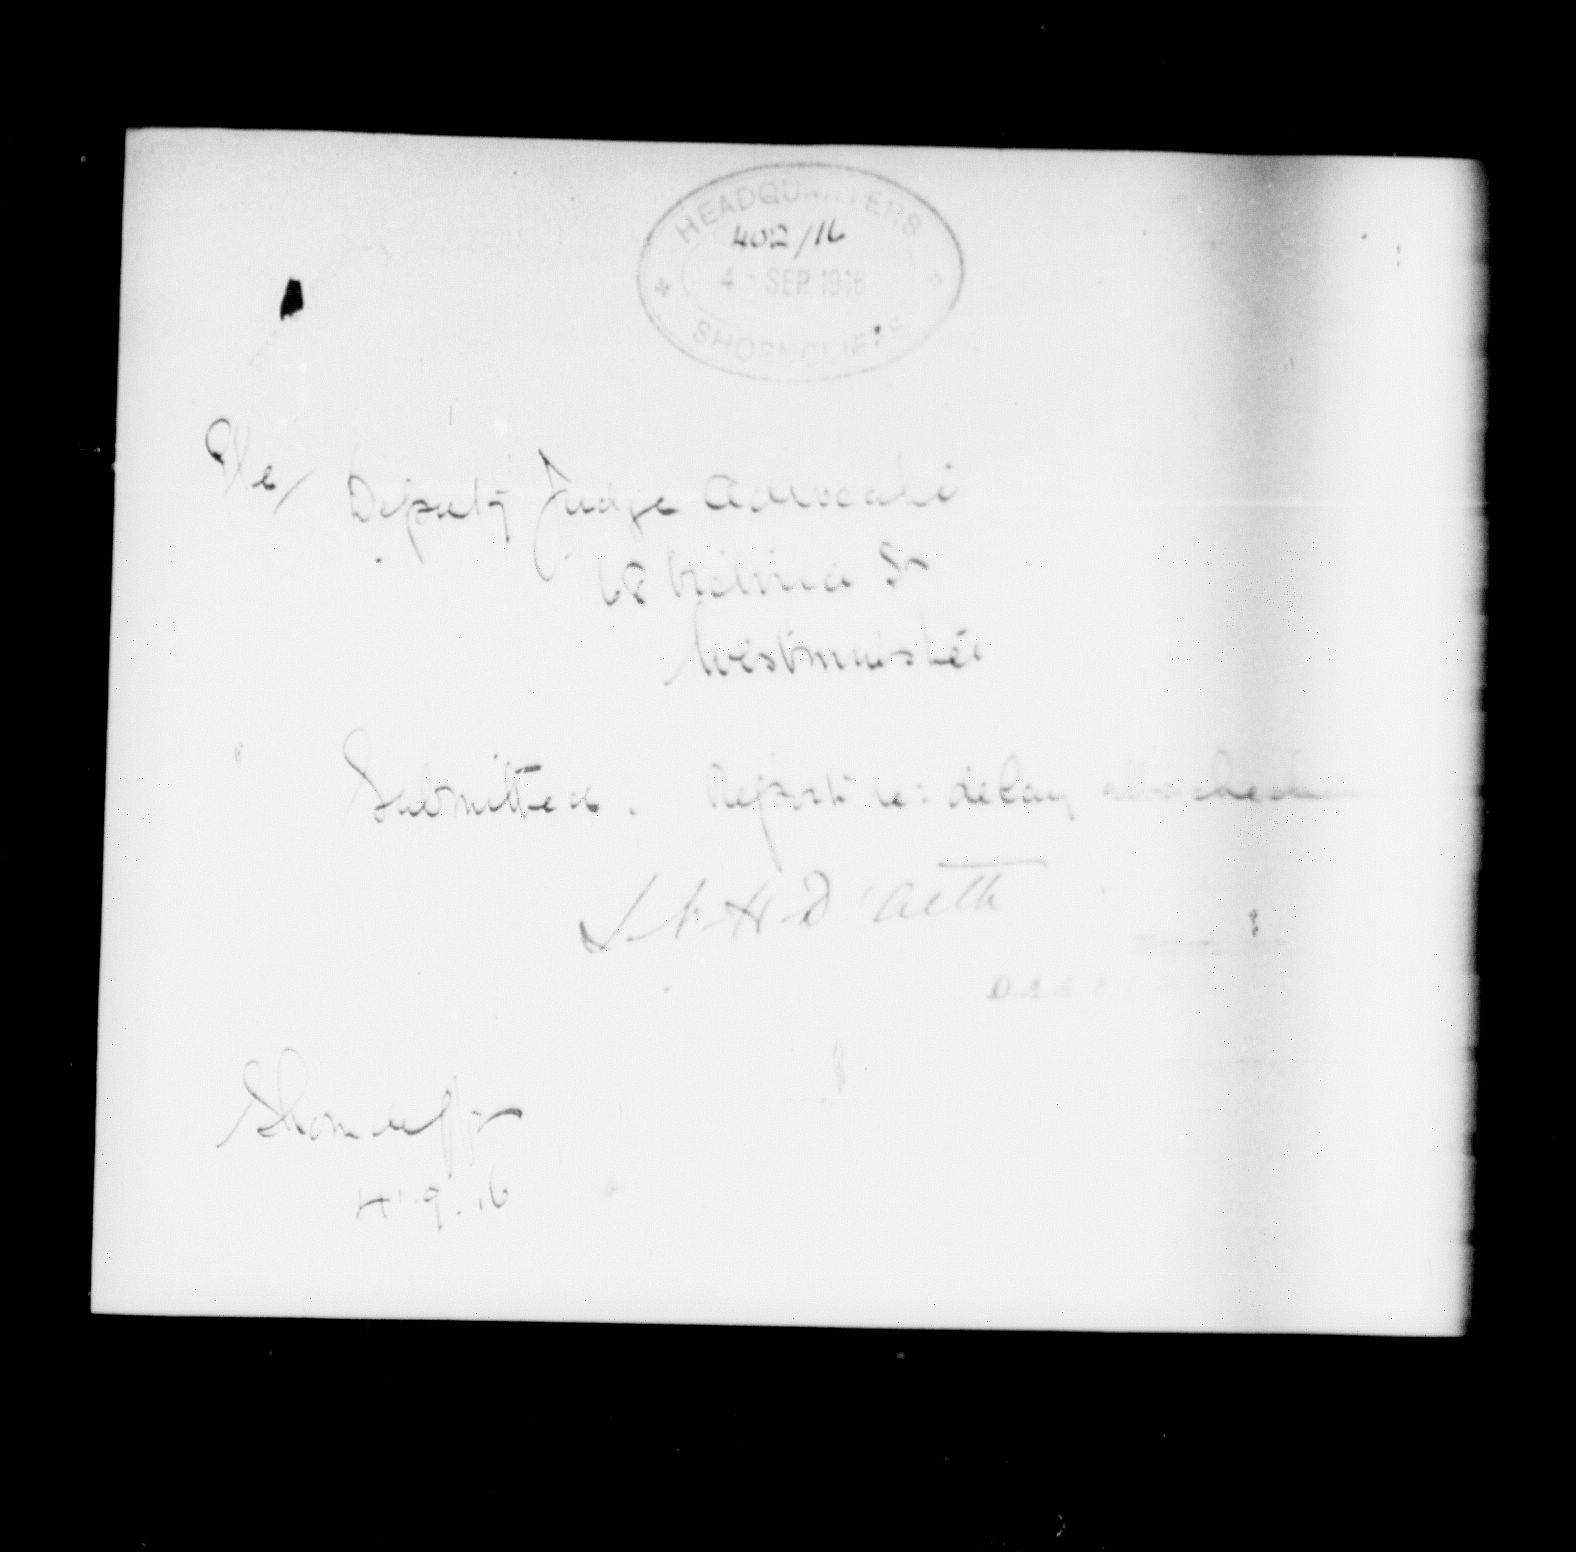 HEADQUARTERS
402/16
4 - SEP 1916
SHORNCLIFFE
The/ Deputy Judge Advocate
68 Victoria St
Westminster
Submitted. Report re: delay attached
H. D'Aeth
Shorncliffe
4.9.16